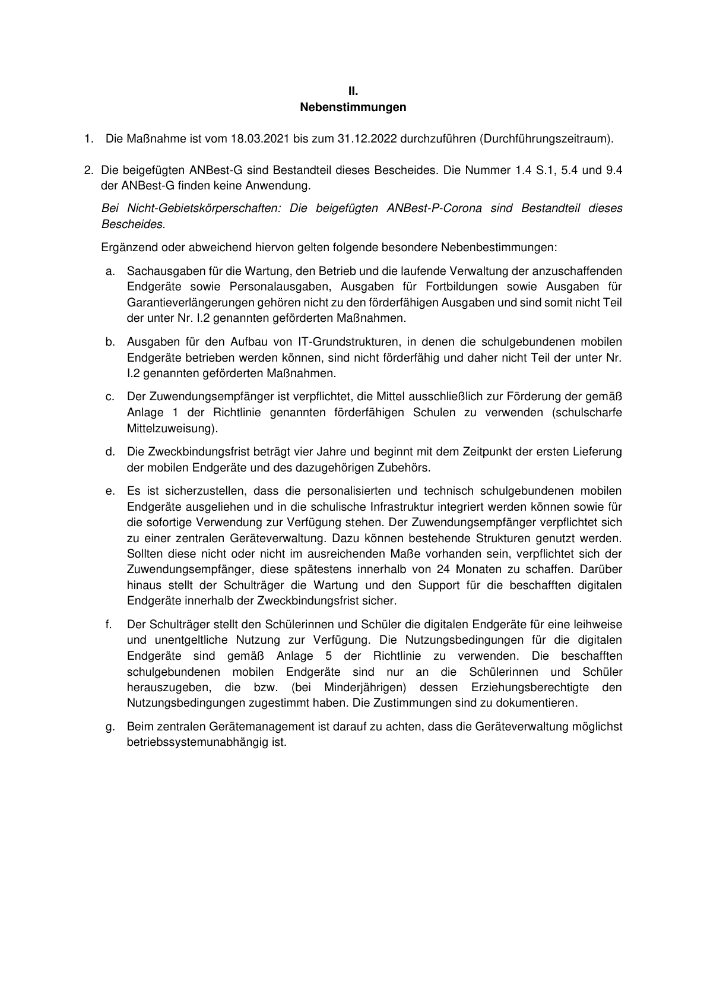 II.
Nebenstimmungen
1. Die Maßnahme ist vom 18.03.2021 bis zum 31.12.2022 durchzuführen (Durchführungszeitraum).
2. Die beigefügten ANBest-G sind Bestandteil dieses Bescheides. Die Nummer 1.4 S.1, 5.4 und 9.4
der ANBest-G finden keine Anwendung.
Bei Nicht-Gebietskörperschaften: Die beigefügten ANBest-P-Corona sind Bestandteil dieses
Bescheides.
Ergänzend oder abweichend hiervon gelten folgende besondere Nebenbestimmungen:
a. Sachausgaben für die Wartung, den Betrieb und die laufende Verwaltung der anzuschaffenden
Endgeräte sowie Personalausgaben, Ausgaben für Fortbildungen sowie Ausgaben für
Garantieverlängerungen gehören nicht zu den förderfähigen Ausgaben und sind somit nicht Teil
der unter Nr. I.2 genannten geförderten Maßnahmen.
b. Ausgaben für den Aufbau von IT-Grundstrukturen, in denen die schulgebundenen mobilen
Endgeräte betrieben werden können, sind nicht förderfähig und daher nicht Teil der unter Nr.
I.2 genannten geförderten Maßnahmen.
c. Der Zuwendungsempfänger ist verpflichtet, die Mittel ausschließlich zur Förderung der gemäß
Anlage 1 der Richtlinie genannten förderfähigen Schulen zu verwenden (schulscharfe
Mittelzuweisung).
d. Die Zweckbindungsfrist beträgt vier Jahre und beginnt mit dem Zeitpunkt der ersten Lieferung
der mobilen Endgeräte und des dazugehörigen Zubehörs.
e. Es ist sicherzustellen, dass die personalisierten und technisch schulgebundenen mobilen
Endgeräte ausgeliehen und in die schulische Infrastruktur integriert werden können sowie für
die sofortige Verwendung zur Verfügung stehen. Der Zuwendungsempfänger verpflichtet sich
zu einer zentralen Geräteverwaltung. Dazu können bestehende Strukturen genutzt werden.
Sollten diese nicht oder nicht im ausreichenden Maße vorhanden sein, verpflichtet sich der
Zuwendungsempfänger, diese spätestens innerhalb von 24 Monaten zu schaffen. Darüber
hinaus stellt der Schulträger die Wartung und den Support für die beschafften digitalen
Endgeräte innerhalb der Zweckbindungsfrist sicher.
f. Der Schulträger stellt den Schülerinnen und Schüler die digitalen Endgeräte für eine leihweise
und unentgeltliche Nutzung zur Verfügung. Die Nutzungsbedingungen für die digitalen
Endgeräte sind gemäß Anlage 5 der Richtlinie zu verwenden. Die beschafften
schulgebundenen mobilen Endgeräte sind nur an die Schülerinnen und Schüler
herauszugeben, die bzw. (bei Minderjährigen) dessen Erziehungsberechtigte den
Nutzungsbedingungen zugestimmt haben. Die Zustimmungen sind zu dokumentieren.
g. Beim zentralen Gerätemanagement ist darauf zu achten, dass die Geräteverwaltung möglichst
betriebssystemunabhängig ist.